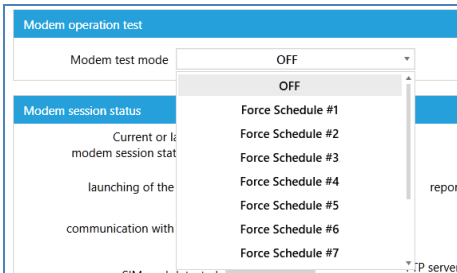 Modem operation test
Modem test mode OFF
OFF
Modem session status
Force Schedule #1
Current or la
Force Schedule #2
modem session stat
Force Schedule #3
Force Schedule #4
launching of the
repor
Force Schedule #5
communication with
Force Schedule #6
Force Schedule #7